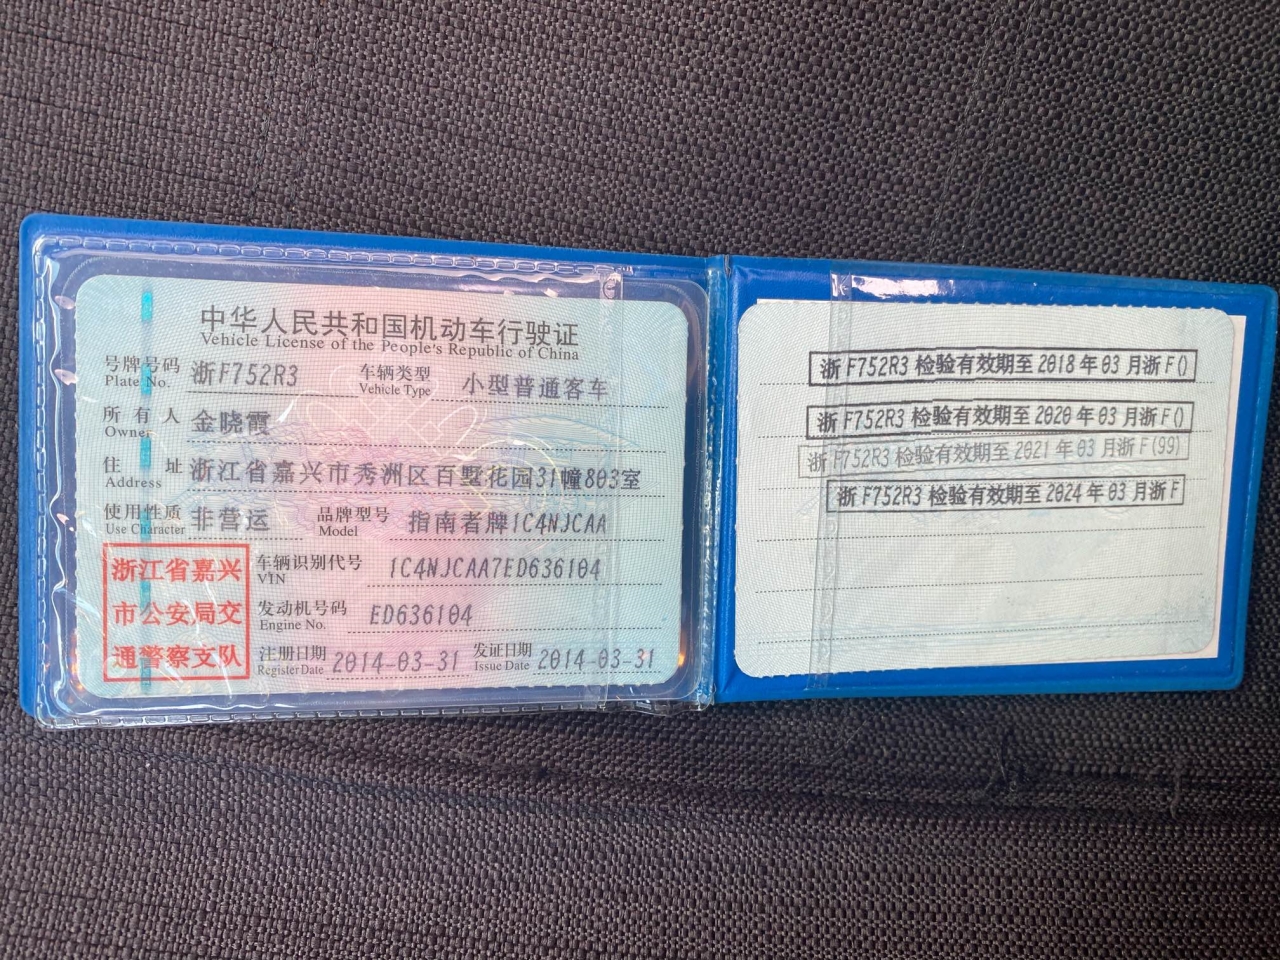 中华人民共和国机动车行驶证
Vehicle License of the People's Republic of China
号牌号码 浙F752R3 车辆类型 小型普通客车
Plate No. Vehicle Type
所有人 金晓霞
Owner
住址 浙江省嘉兴市秀洲区百墅花园31幢803室
Address
使用性质 非营运 品牌型号 指南者牌1C4NJCAA
Use Character Model
浙江省嘉兴
市公安局交
通警察支队
车辆识别代号 1C4NJCAA7ED636104
VIN
发动机号码 ED636104
Engine No.
注册日期 2014-03-31 发证日期 2014-03-31
Register Date Issue Date
浙F752R3 检验有效期至2018年03月浙F()
浙F752R3 检验有效期至2020年03月浙F()
浙F752R3 检验有效期至2021年03月浙F(99)
浙F752R3 检验有效期至2024年03月浙F